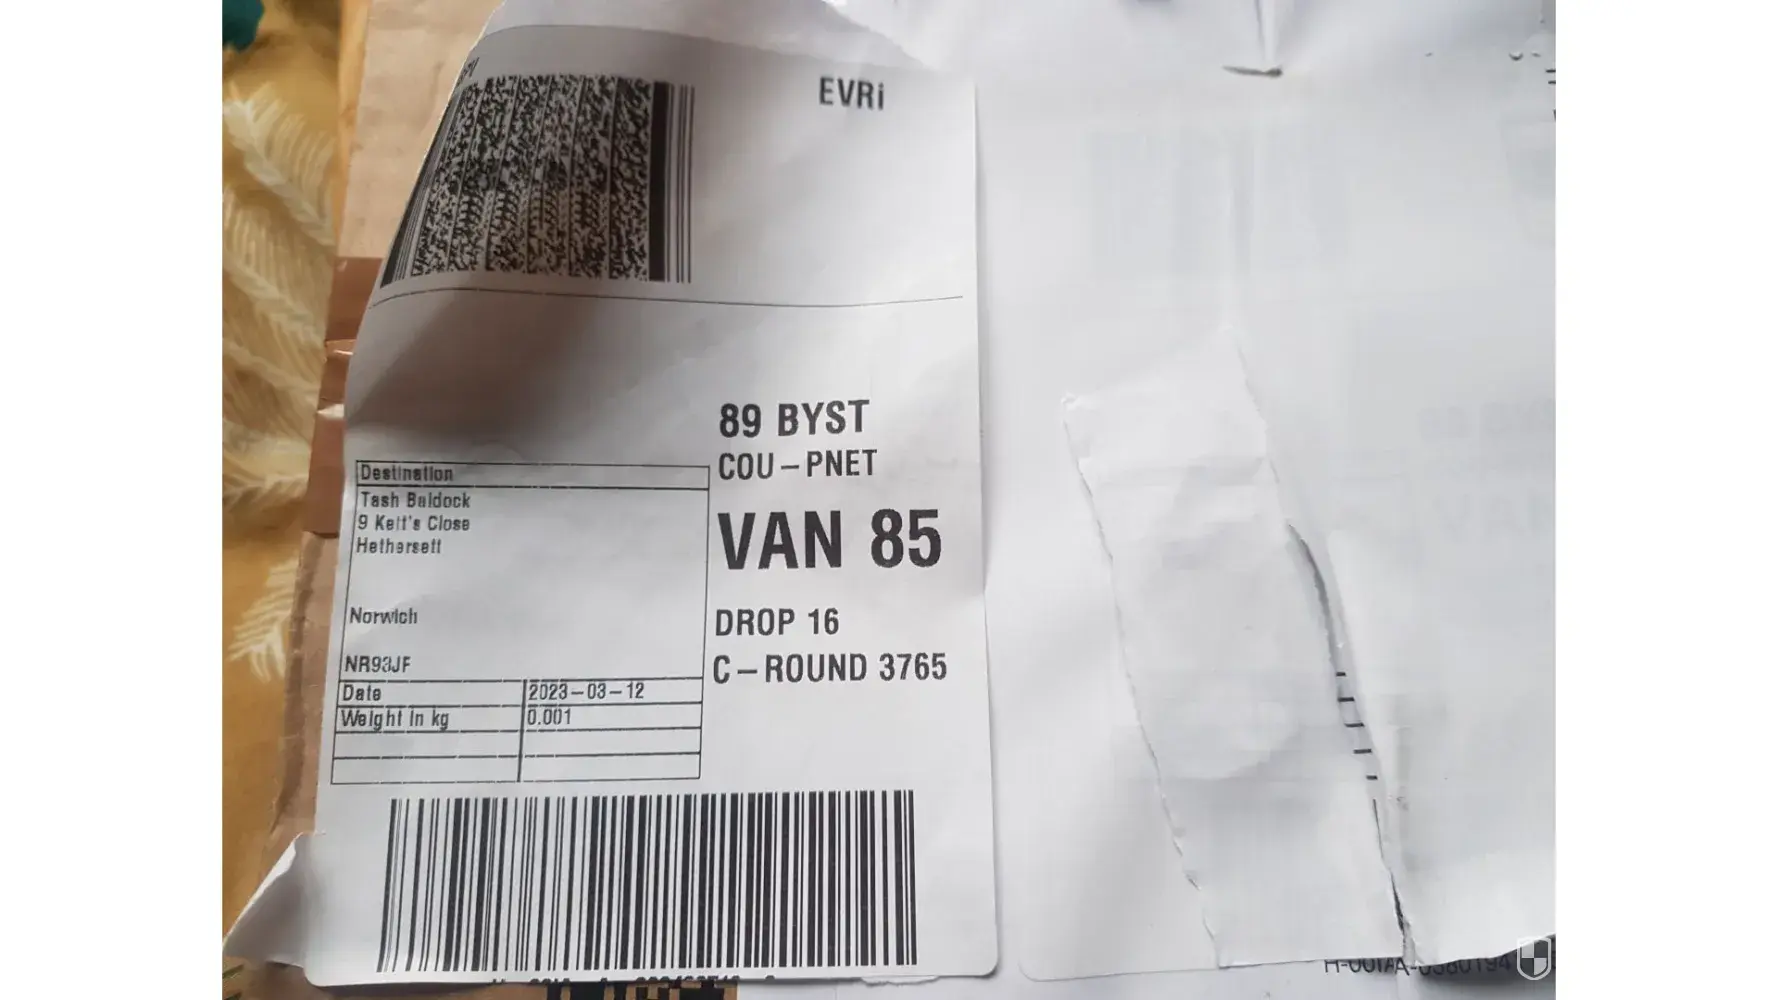 EVRi
89 BYST
COU-PNET
VAN 85
DROP 16
C-ROUND 3765
Destination
Tash Baldock
9 Kett's Close
Hethersett
Norwich
NR93JF
Date 2023-03-12
Weight in kg 0.001